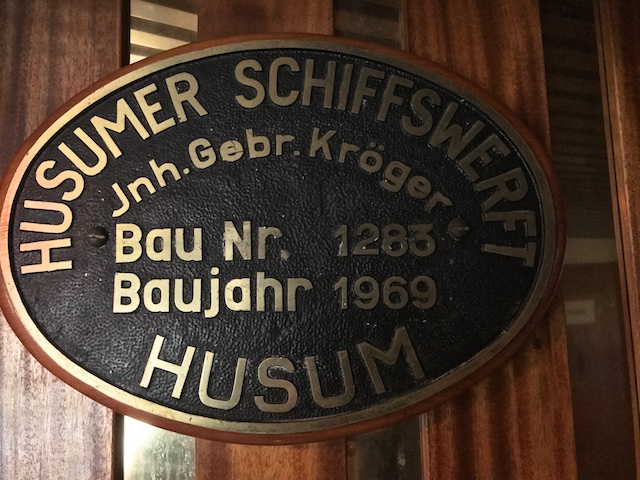 HUSUMER SCHIFFSWERFT
Jnh. Gebr. Kröger
Bau Nr. 1283
Baujahr 1969
HUSUM